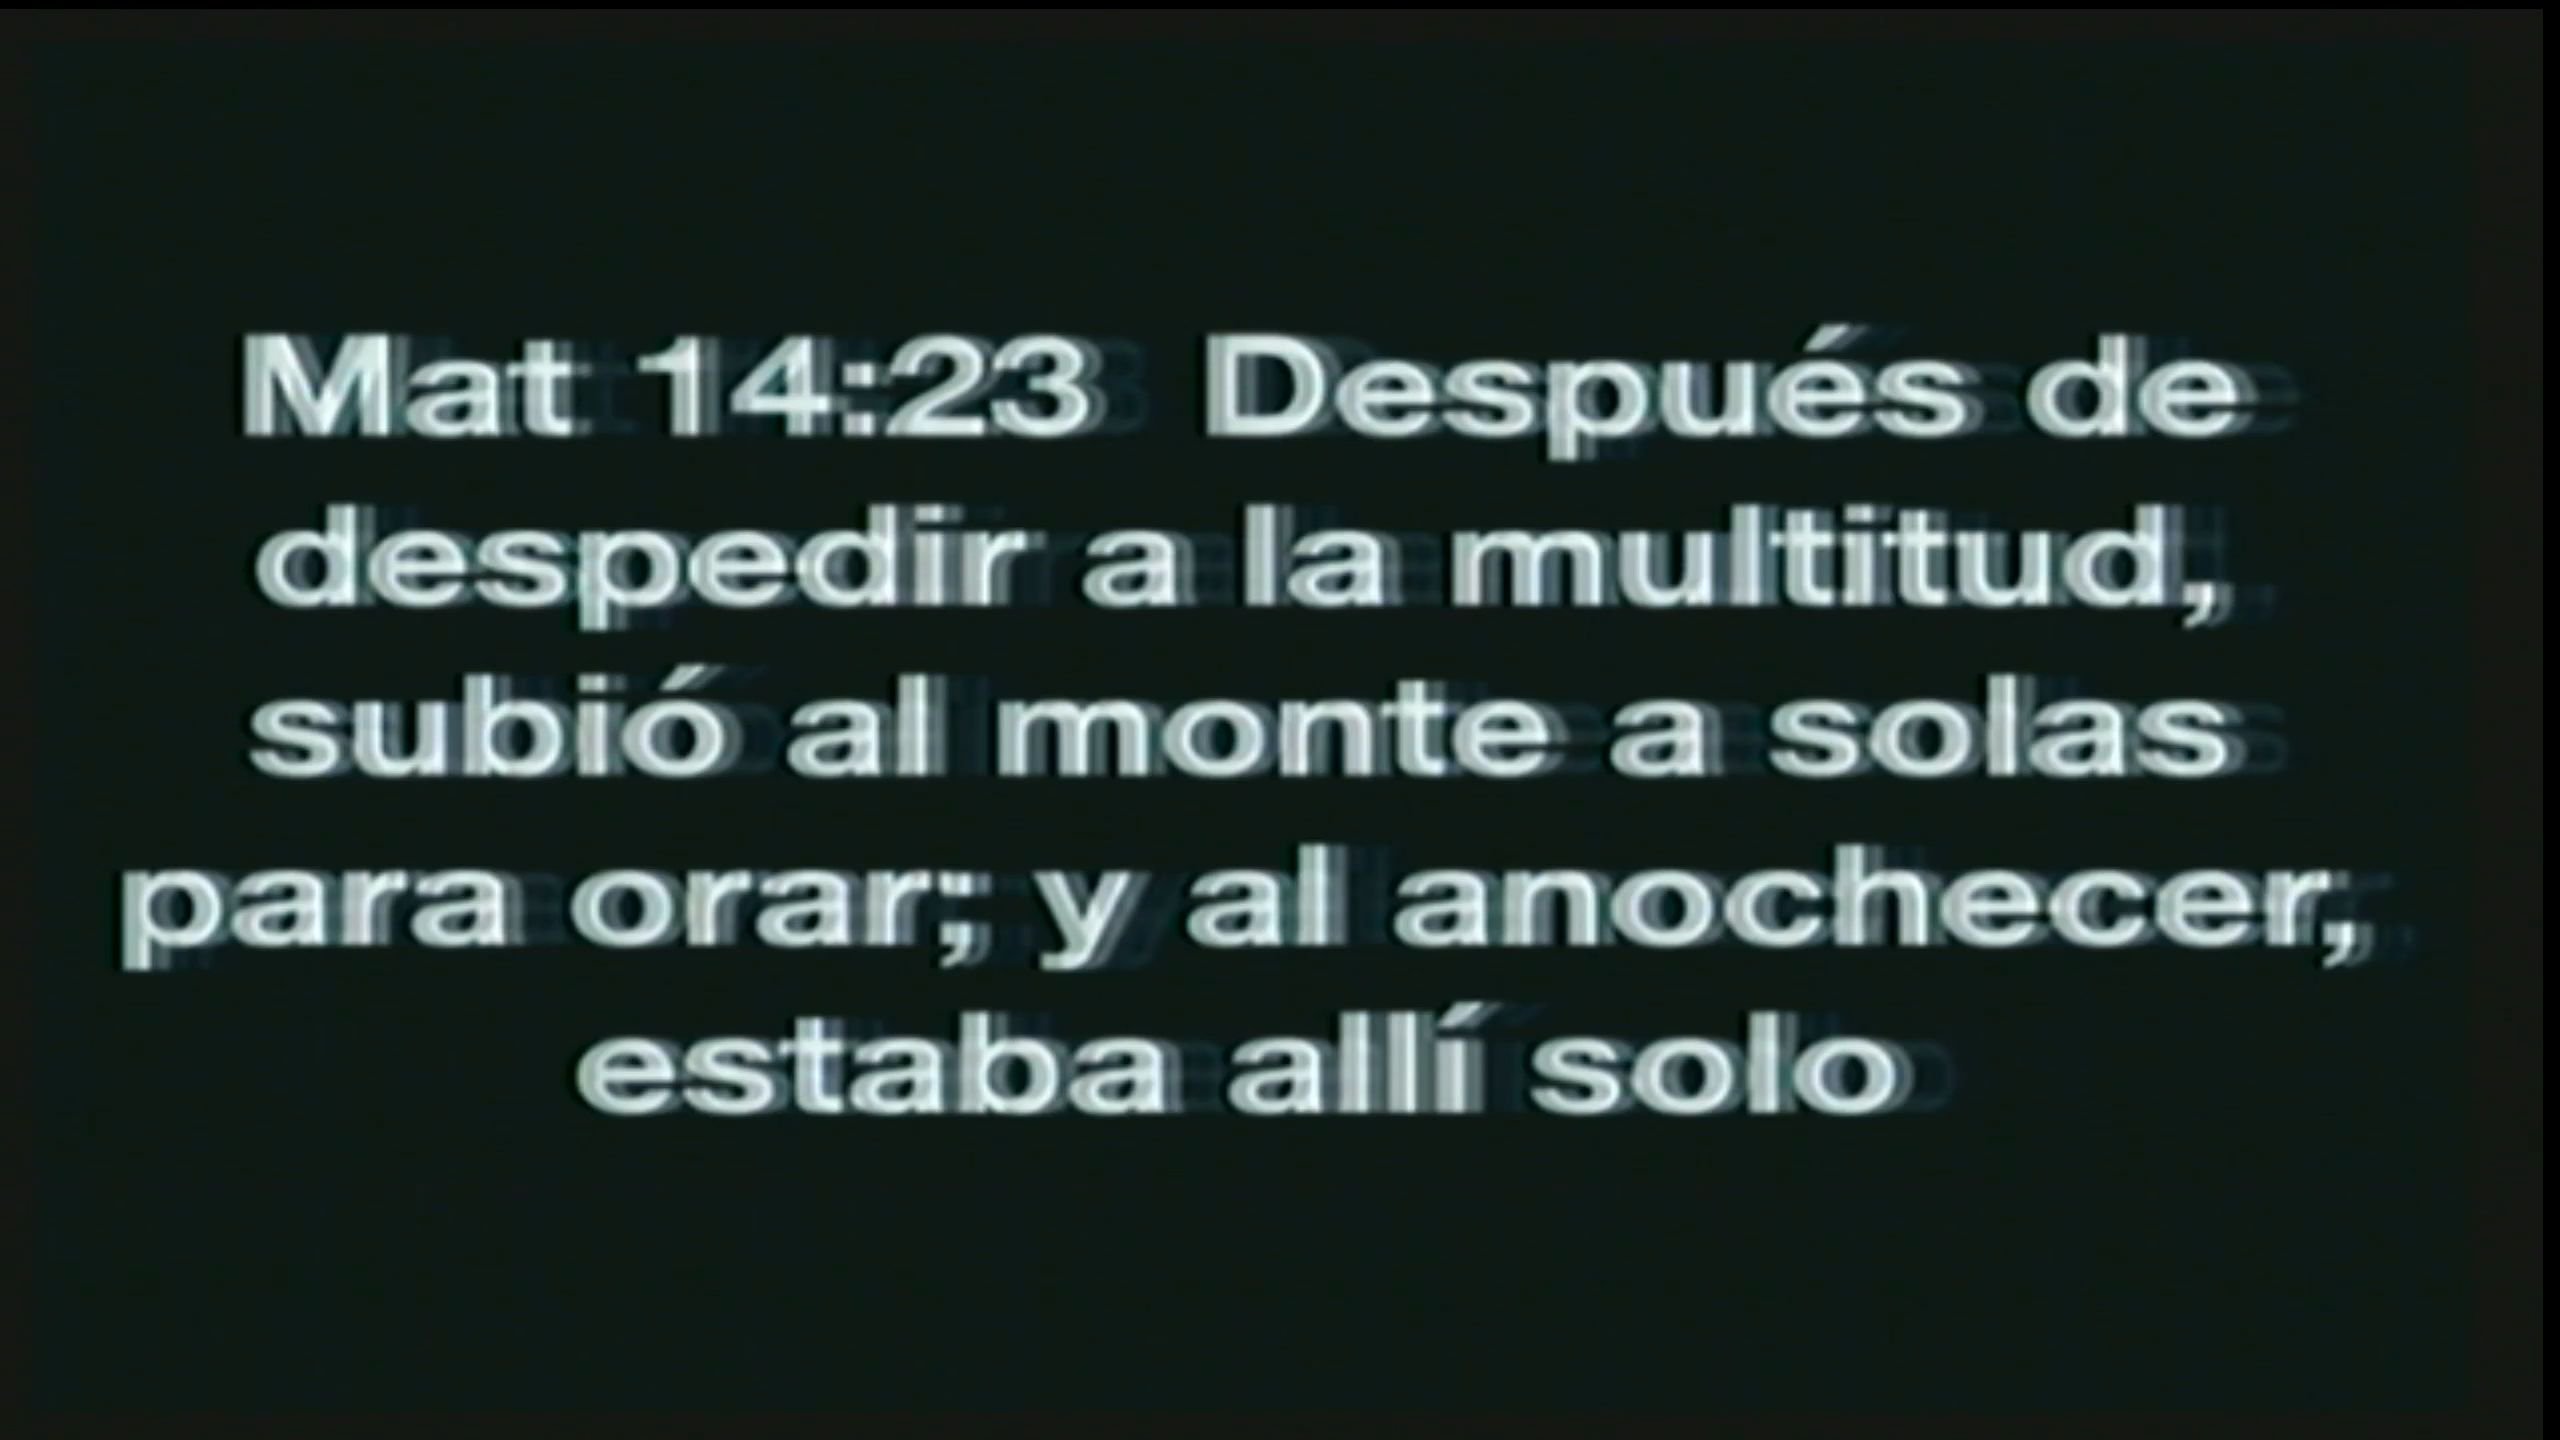 Mat 14:23  Después de
despedir a la multitud,
subió al monte a solas
para orar; y al anochecer,
estaba allí solo